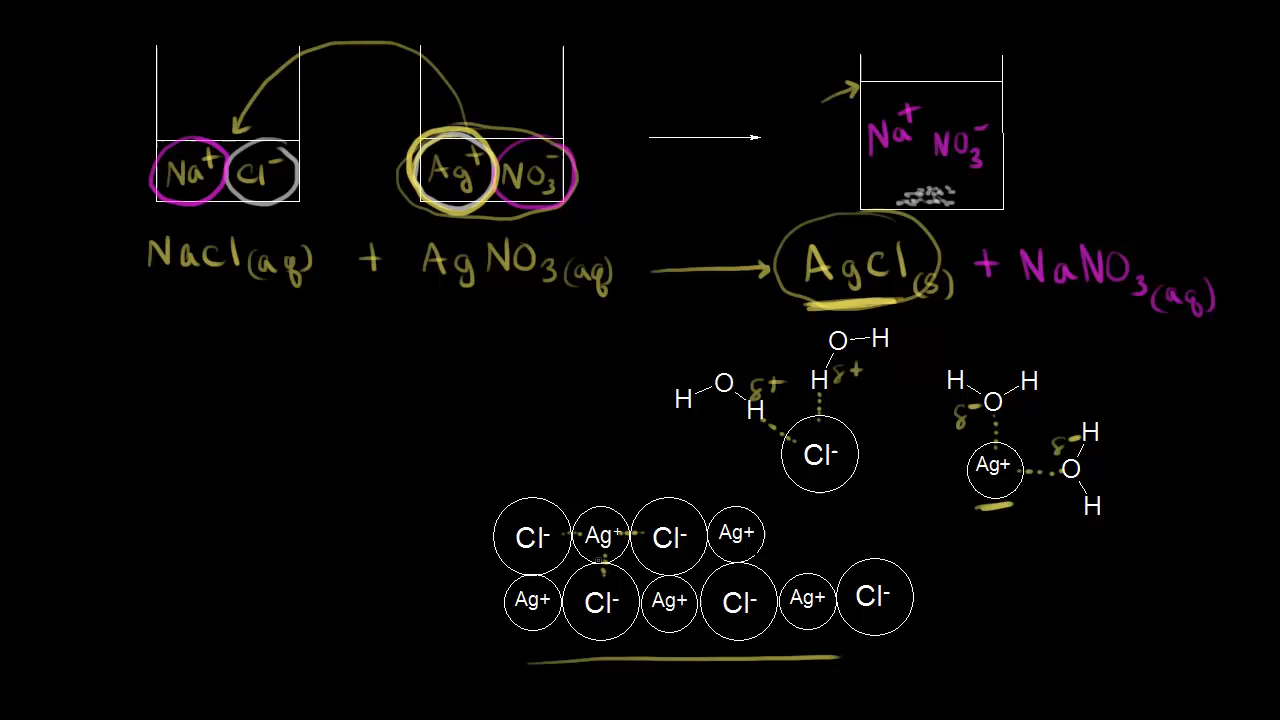 Na⁺ Cl⁻ Ag⁺ NO₃⁻ Na⁺ NO₃⁻
NaCl(aq) + AgNO₃(aq) → AgCl(s) + NaNO₃(aq)
O H
H O δ+ H δ+
H
H H
δ- O
Cl⁻
H
δ-
Ag+ O
H
Cl⁻ Ag⁺ Cl⁻ Ag+
Ag+ Cl⁻ Ag+ Cl⁻ Ag+ Cl⁻